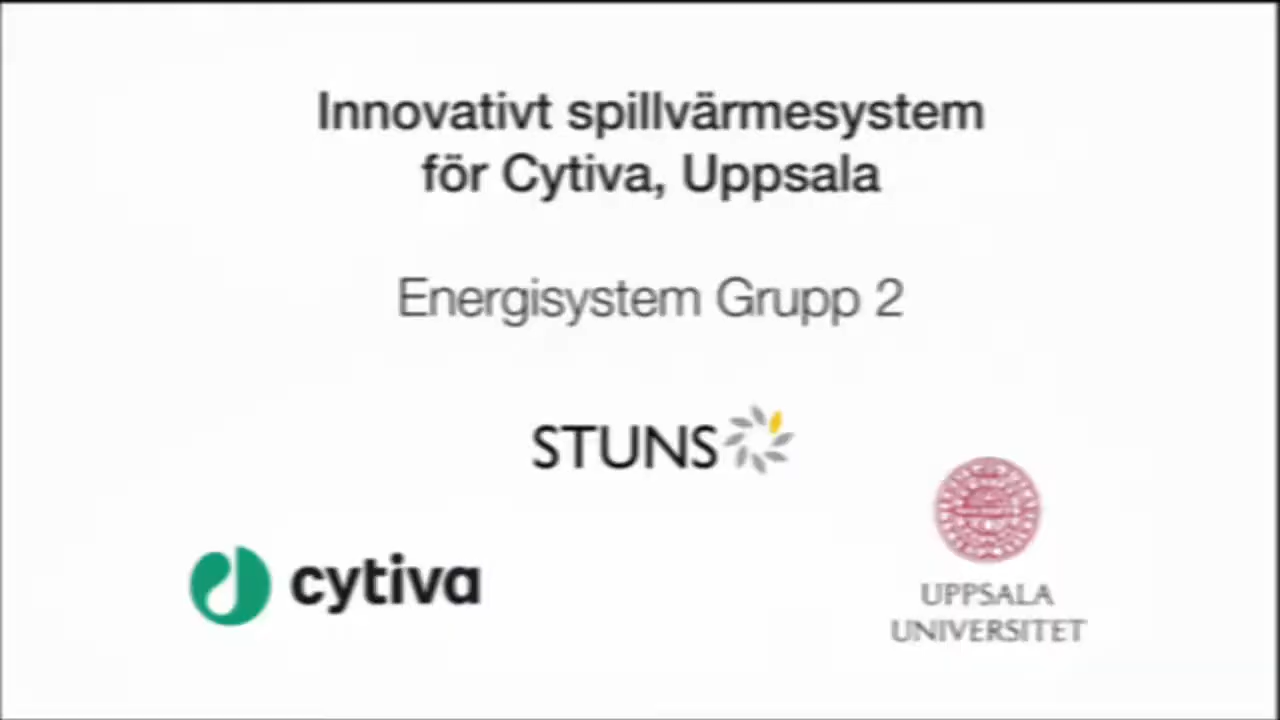 Innovativt spillvärmesystem
för Cytiva, Uppsala
Energisystem Grupp 2
STUNS
cytiva
UPPSALA
UNIVERSITET